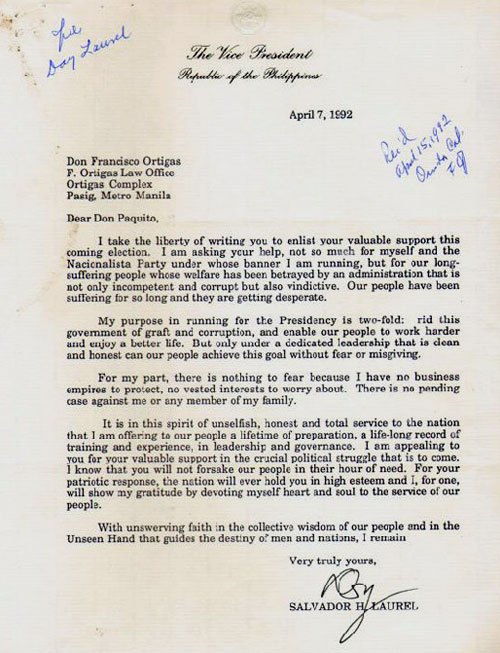 File
Doy Laurel
The Vice President
Republic of the Philippines
April 7, 1992
Rec'd
April 15, 1992
Orinda Cal.
Don Francisco Ortigas
F. Ortigas Law Office
Ortigas Complex
Pasig, Metro Manila
Dear Don Paquito,
I take the liberty of writing you to enlist your valuable support this
coming election. I am asking your help, not so much for myself and the
Nacionalista Party under whose banner I am running, but for our long-
suffering people whose welfare has been betrayed by an administration that is
not only incompetent and corrupt but also vindictive. Our people have been
suffering for so long and they are getting desperate.
My purpose in running for the Presidency is two-fold: rid this
government of graft and corruption, and enable our people to work harder
and enjoy a better life. But only under a dedicated leadership that is clean
and honest can our people achieve this goal without fear or misgiving.
For my part, there is nothing to fear because I have no business
empires to protect, no vested interests to worry about. There is no pending
case against me or any member of my family.
It is in this spirit of unselfish, honest and total service to the nation
that I am offering to our people a lifetime of preparation, a life-long record of
training and experience, in leadership and governance. I am appealing to
you for your valuable support in the crucial political struggle that is to come.
I know that you will not forsake our people in their hour of need. For your
patriotic response, the nation will ever hold you in high esteem and I, for one,
will show my gratitude by devoting myself heart and soul to the service of our
people.
With unswerving faith in the collective wisdom of our people and in the
Unseen Hand that guides the destiny of men and nations, I remain
Very truly yours,
Doy
SALVADOR H. LAUREL